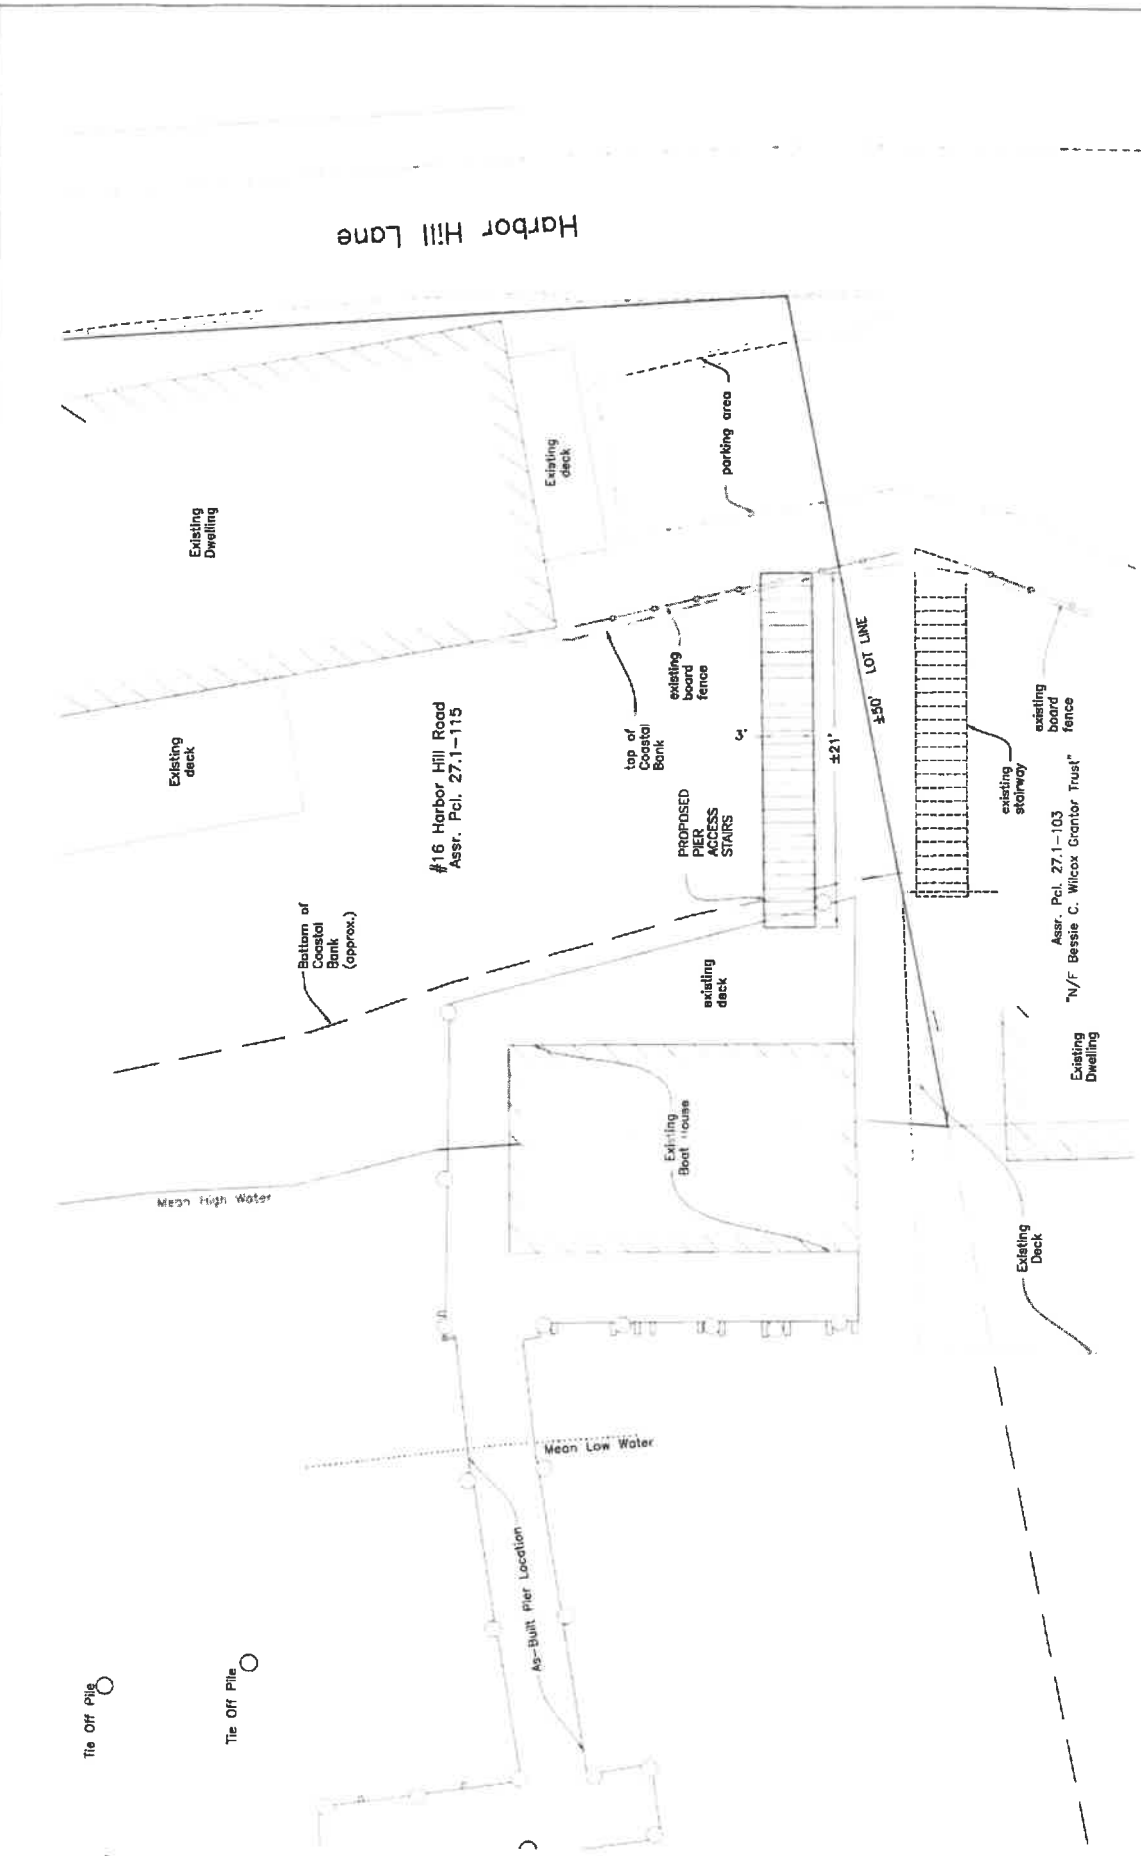 Harbor Hill Lane
Existing
Dwelling
Existing
deck
parking area
Existing
deck
#16 Harbor Hill Road
Assr. Pcl. 27.1-115
top of
Coastal
Bank
existing
board
fence
3'
±21'
±50' LOT LINE
PROPOSED
PIER
ACCESS
STAIRS
existing
stairway
existing
board
fence
Assr. Pcl. 27.1-103
"N/F Bessie C. Wilcox Grantor Trust"
Bottom of
Coastal
Bank
(approx.)
existing
deck
Existing
Dwelling
Existing
Boat House
Mean High Water
Existing
Deck
Mean Low Water
As-Built Pier Location
Tie Off Pile
Tie Off Pile